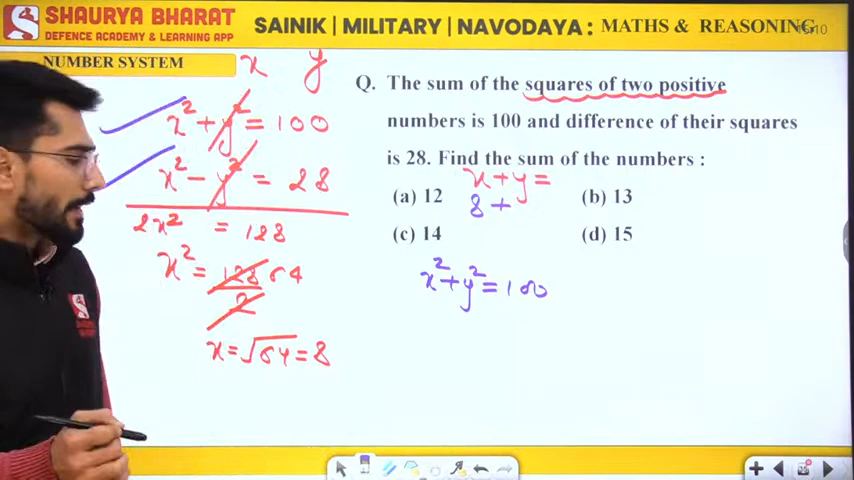 SHAURYA BHARAT
DEFENCE ACADEMY & LEARNING APP
SAINIK | MILITARY | NAVODAYA : MATHS & REASONING
NUMBER SYSTEM
x y
x² + y² = 100
x² - y² = 28
2x² = 128
x² = 128 64
2
x = √64 = 8
Q. The sum of the squares of two positive
numbers is 100 and difference of their squares
is 28. Find the sum of the numbers :
x + y =
(a) 12
8 +
(b) 13
(c) 14
(d) 15
x² + y² = 100